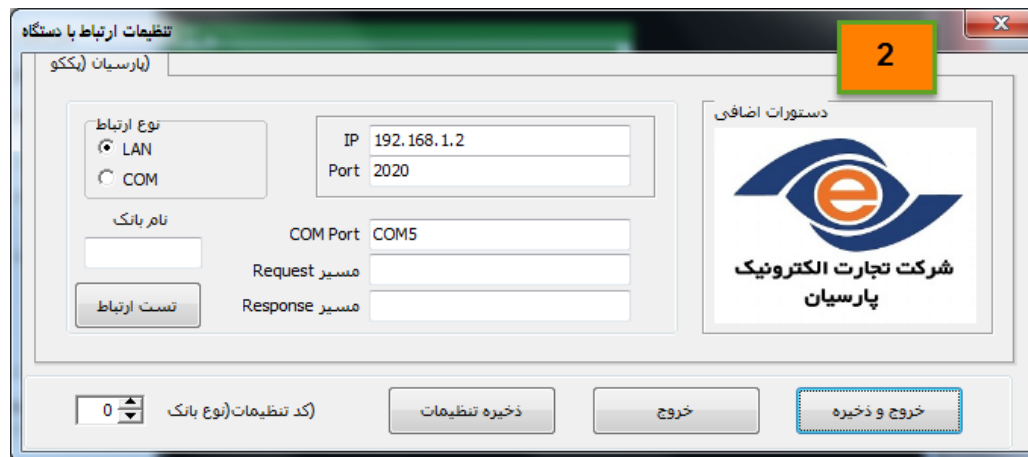 تنظیمات ارتباط با دستگاه
2
(پارسیان (پککو
نوع ارتباط
LAN
COM
IP 192.168.1.2
Port 2020
نام بانک
COM Port COM5
مسیر Request
مسیر Response
تست ارتباط
دستورات اضافی
شرکت تجارت الکترونیک
پارسیان
خروج و ذخیره
خروج
ذخیره تنظیمات
(کد تنظیمات(نوع بانک
0